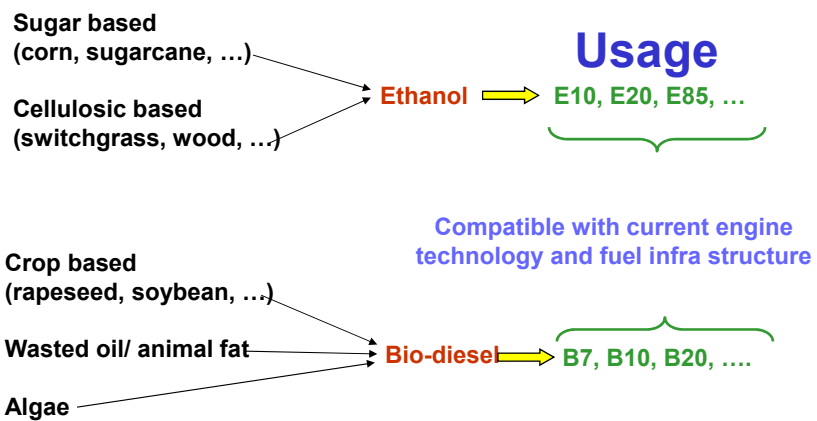 Sugar based
(corn, sugarcane, …)
Usage
Ethanol
E10, E20, E85, …
Cellulosic based
(switchgrass, wood, …)
Compatible with current engine
technology and fuel infra structure
Crop based
(rapeseed, soybean, …)
Wasted oil/ animal fat
Bio-diesel
B7, B10, B20, ….
Algae